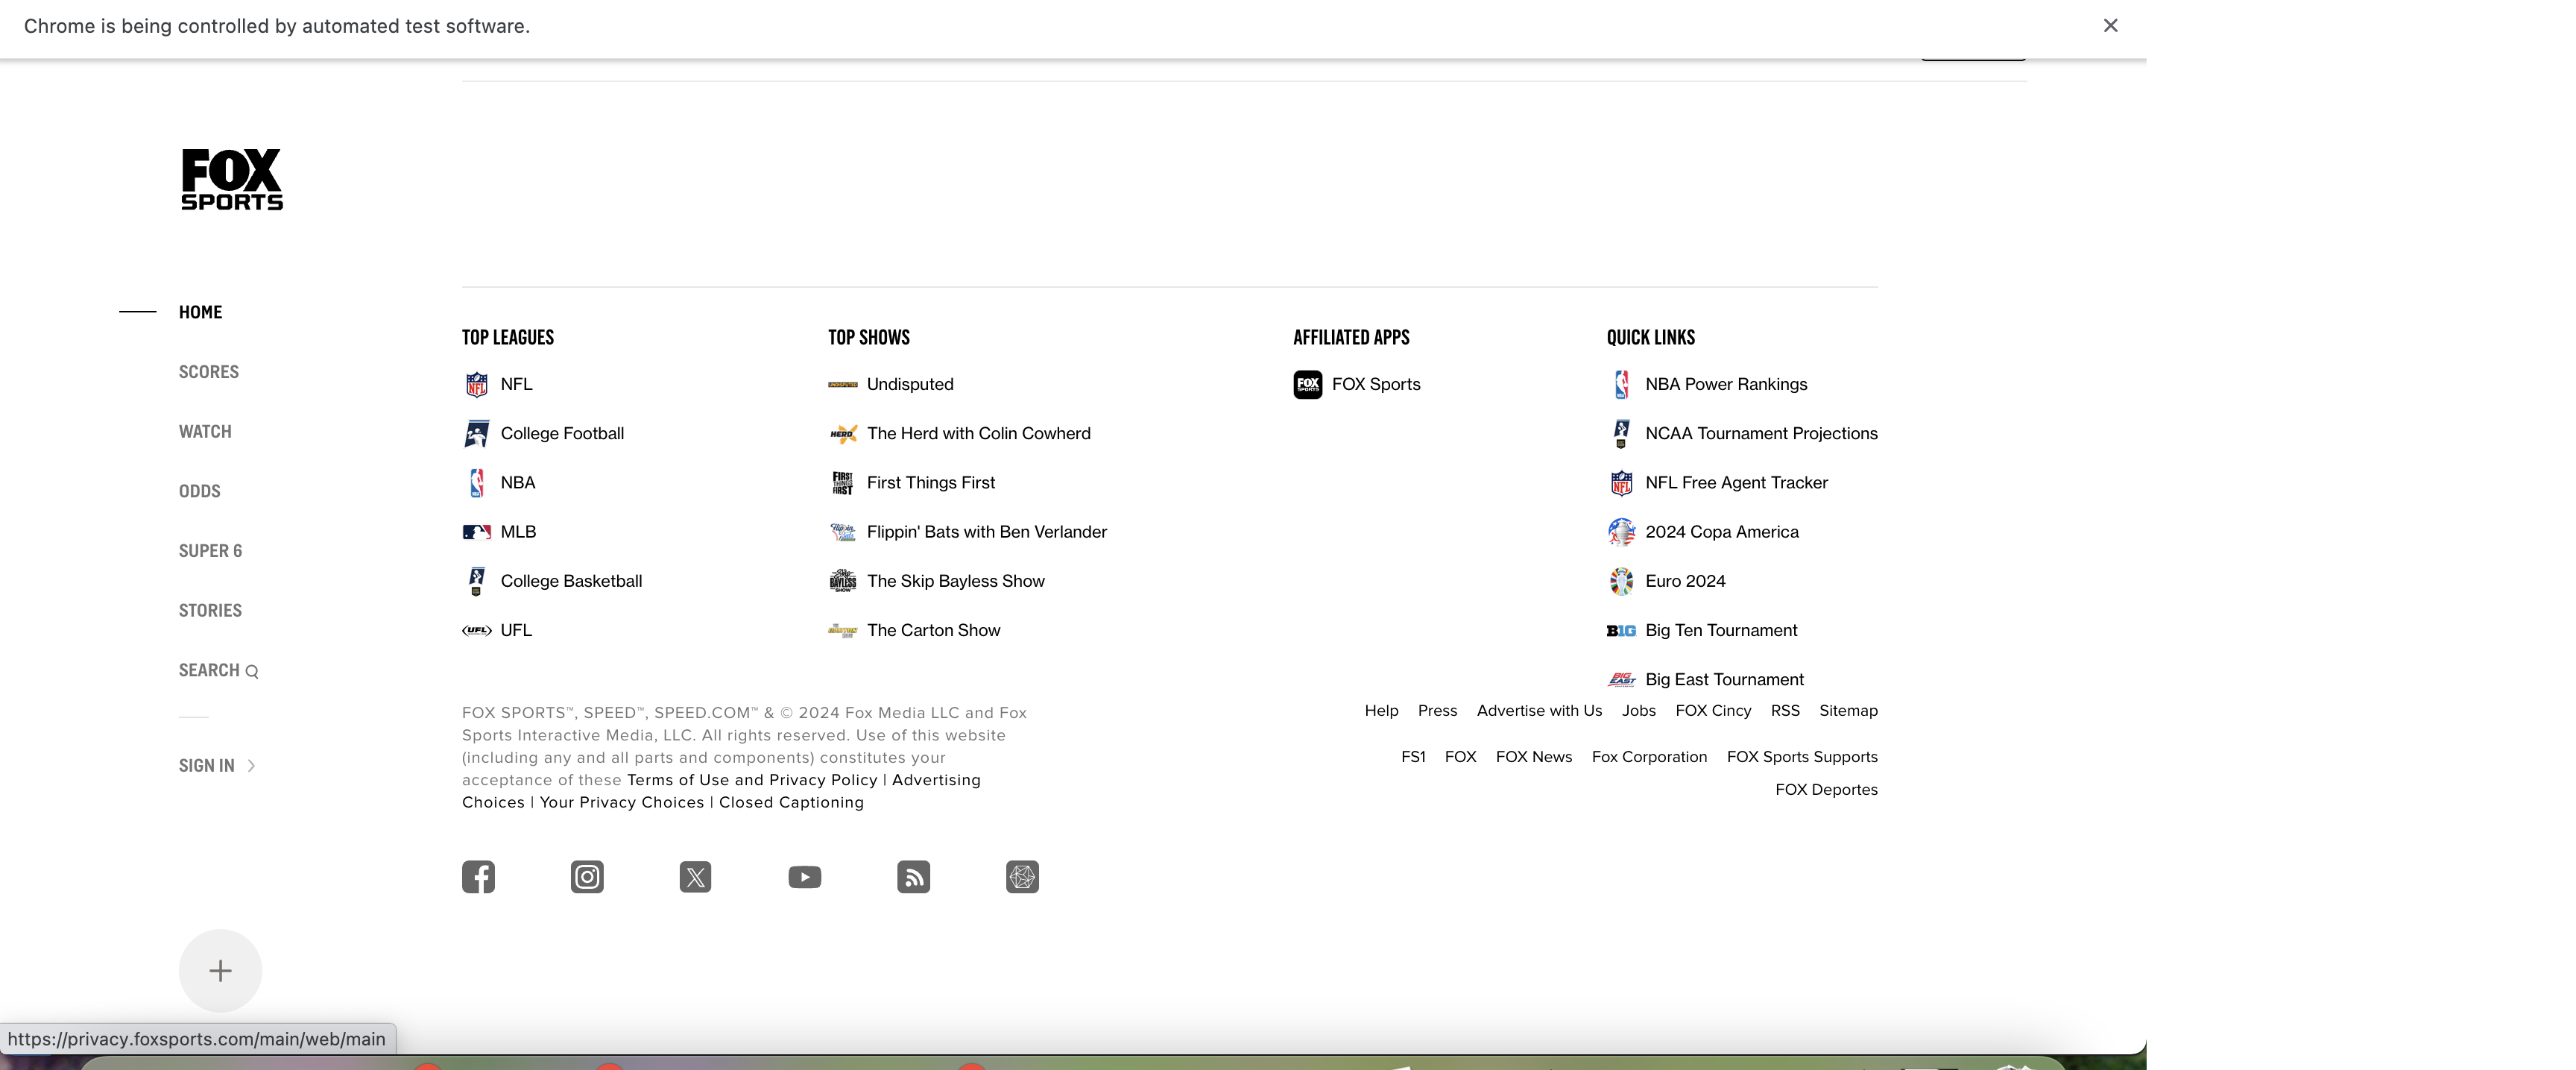 Chrome is being controlled by automated test software.
FOX
SPORTS
HOME
SCORES
WATCH
ODDS
SUPER 6
STORIES
SEARCH
SIGN IN
TOP LEAGUES
NFL
College Football
NBA
MLB
College Basketball
UFL
TOP SHOWS
Undisputed
The Herd with Colin Cowherd
First Things First
Flippin' Bats with Ben Verlander
The Skip Bayless Show
The Carton Show
AFFILIATED APPS
FOX Sports
QUICK LINKS
NBA Power Rankings
NCAA Tournament Projections
NFL Free Agent Tracker
2024 Copa America
Euro 2024
Big Ten Tournament
Big East Tournament
FOX SPORTS™, SPEED™, SPEED.COM™ & © 2024 Fox Media LLC and Fox
Sports Interactive Media, LLC. All rights reserved. Use of this website
(including any and all parts and components) constitutes your
acceptance of these Terms of Use and Privacy Policy | Advertising
Choices | Your Privacy Choices | Closed Captioning
Help Press Advertise with Us Jobs FOX Cincy RSS Sitemap
FS1 FOX FOX News Fox Corporation FOX Sports Supports
FOX Deportes
https://privacy.foxsports.com/main/web/main